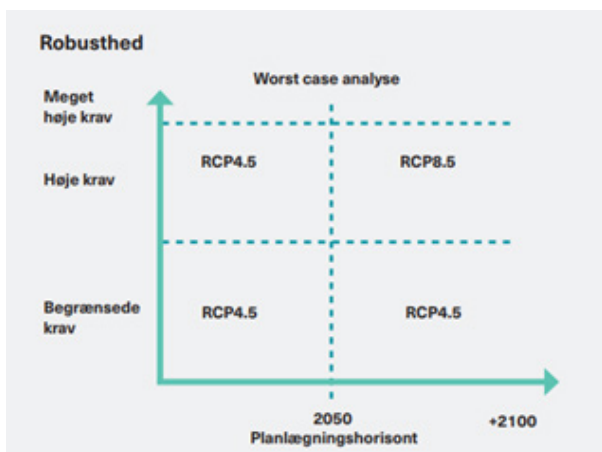 Robusthed
Worst case analyse
Meget
høje krav
RCP4.5
RCP8.5
Høje krav
Begrænsede
krav
RCP4.5
RCP4.5
2050
+2100
Planlægningshorisont